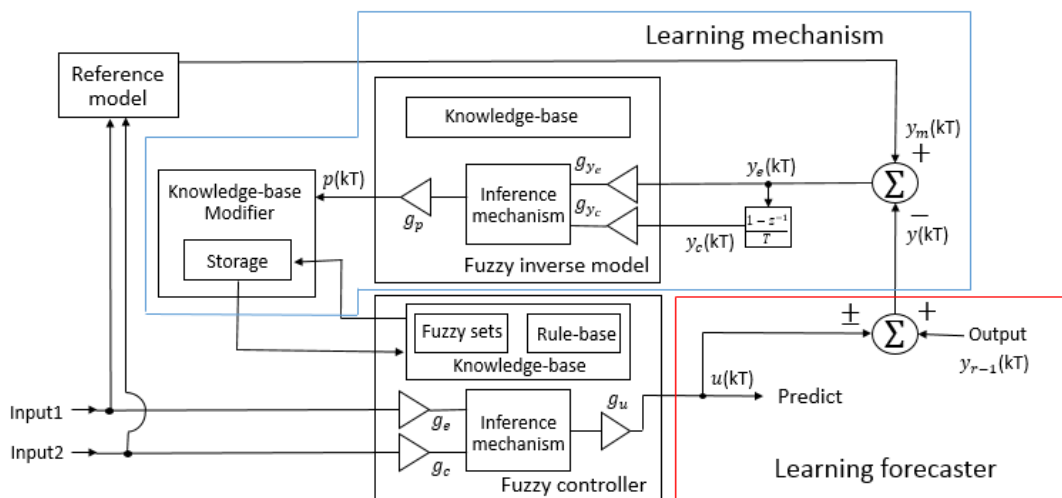 Learning mechanism
Reference
model
Knowledge-base
y_m(kT)
+
Knowledge-base
Modifier
p(kT)
g_p
Inference
mechanism
g_{y_e}
g_{y_c}
y_e(kT)
Σ
1 − z^{-1}
T
y_c(kT)
−
y(kT)
Storage
Fuzzy inverse model
Fuzzy sets
Rule-base
Knowledge-base
±
+
Σ
Output
y_{r−1}(kT)
Input1
g_e
Inference
mechanism
g_u
u(kT)
Predict
Input2
g_c
Fuzzy controller
Learning forecaster